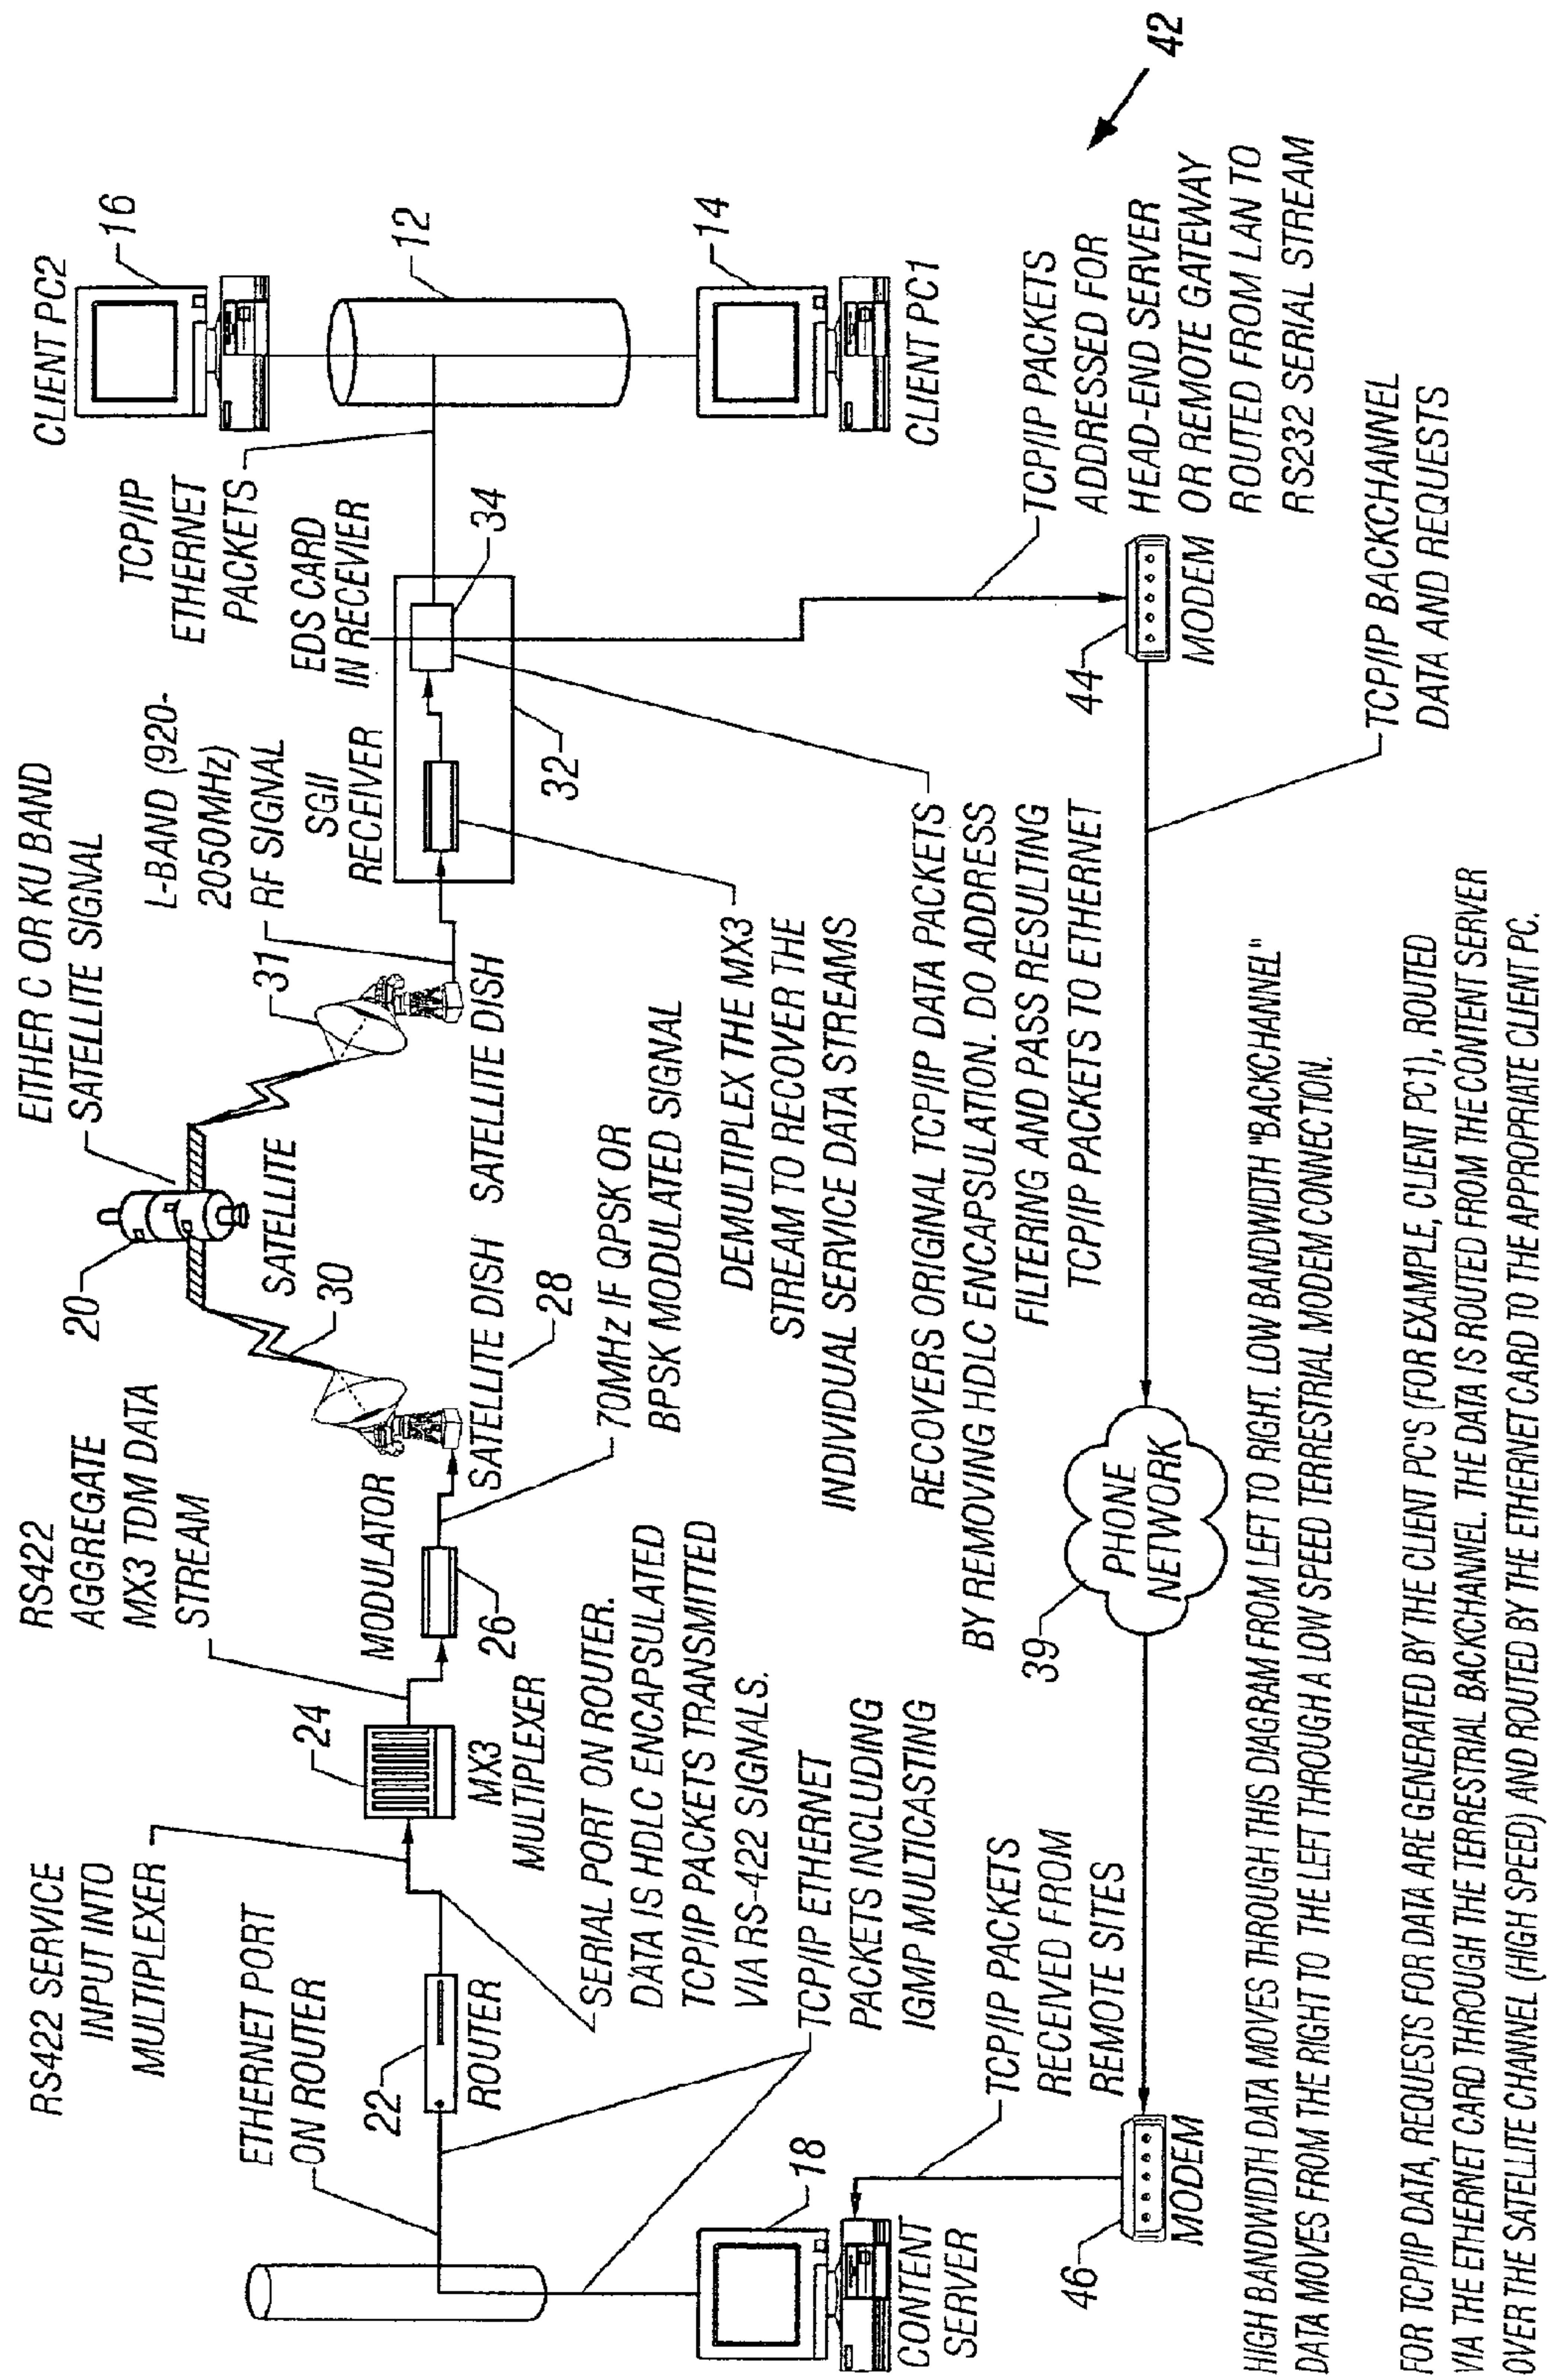 RS422 SERVICE
INPUT INTO
MULTIPLEXER
ETHERNET PORT
ON ROUTER
22
ROUTER
RS422
AGGREGATE
MX3 TDM DATA
STREAM
24
MX3
MULTIPLEXER
MODULATOR
26
SERIAL PORT ON ROUTER.
DATA IS HDLC ENCAPSULATED
TCP/IP PACKETS TRANSMITTED
VIA RS-422 SIGNALS.
TCP/IP ETHERNET
PACKETS INCLUDING
IGMP MULTICASTING
18
CONTENT
SERVER
TCP/IP PACKETS
RECEIVED FROM
REMOTE SITES
46
MODEM
EITHER C OR KU BAND
SATELLITE SIGNAL
20
SATELLITE
30
SATELLITE DISH
28
70MHz IF QPSK OR
BPSK MODULATED SIGNAL
31
SATELLITE DISH
L-BAND (920-
2050MHz)
RF SIGNAL
SGII
RECEIVER
32
EDS CARD
IN RECEVIER
34
TCP/IP
ETHERNET
PACKETS
CLIENT PC2
16
12
14
CLIENT PC1
DEMULTIPLEX THE MX3
STREAM TO RECOVER THE
INDIVIDUAL SERVICE DATA STREAMS
RECOVERS ORIGINAL TCP/IP DATA PACKETS
BY REMOVING HDLC ENCAPSULATION. DO ADDRESS
FILTERING AND PASS RESULTING
TCP/IP PACKETS TO ETHERNET
TCP/IP PACKETS
ADDRESSED FOR
HEAD-END SERVER
OR REMOTE GATEWAY
ROUTED FROM LAN TO
RS232 SERIAL STREAM
42
44
MODEM
39
PHONE
NETWORK
TCP/IP BACKCHANNEL
DATA AND REQUESTS
HIGH BANDWIDTH DATA MOVES THROUGH THIS DIAGRAM FROM LEFT TO RIGHT. LOW BANDWIDTH "BACKCHANNEL"
DATA MOVES FROM THE RIGHT TO THE LEFT THROUGH A LOW SPEED TERRESTRIAL MODEM CONNECTION.
FOR TCP/IP DATA, REQUESTS FOR DATA ARE GENERATED BY THE CLIENT PC'S (FOR EXAMPLE, CLIENT PC1), ROUTED
VIA THE ETHERNET CARD THROUGH THE TERRESTRIAL BACKCHANNEL. THE DATA IS ROUTED FROM THE CONTENT SERVER
OVER THE SATELLITE CHANNEL (HIGH SPEED) AND ROUTED BY THE ETHERNET CARD TO THE APPROPRIATE CLIENT PC.